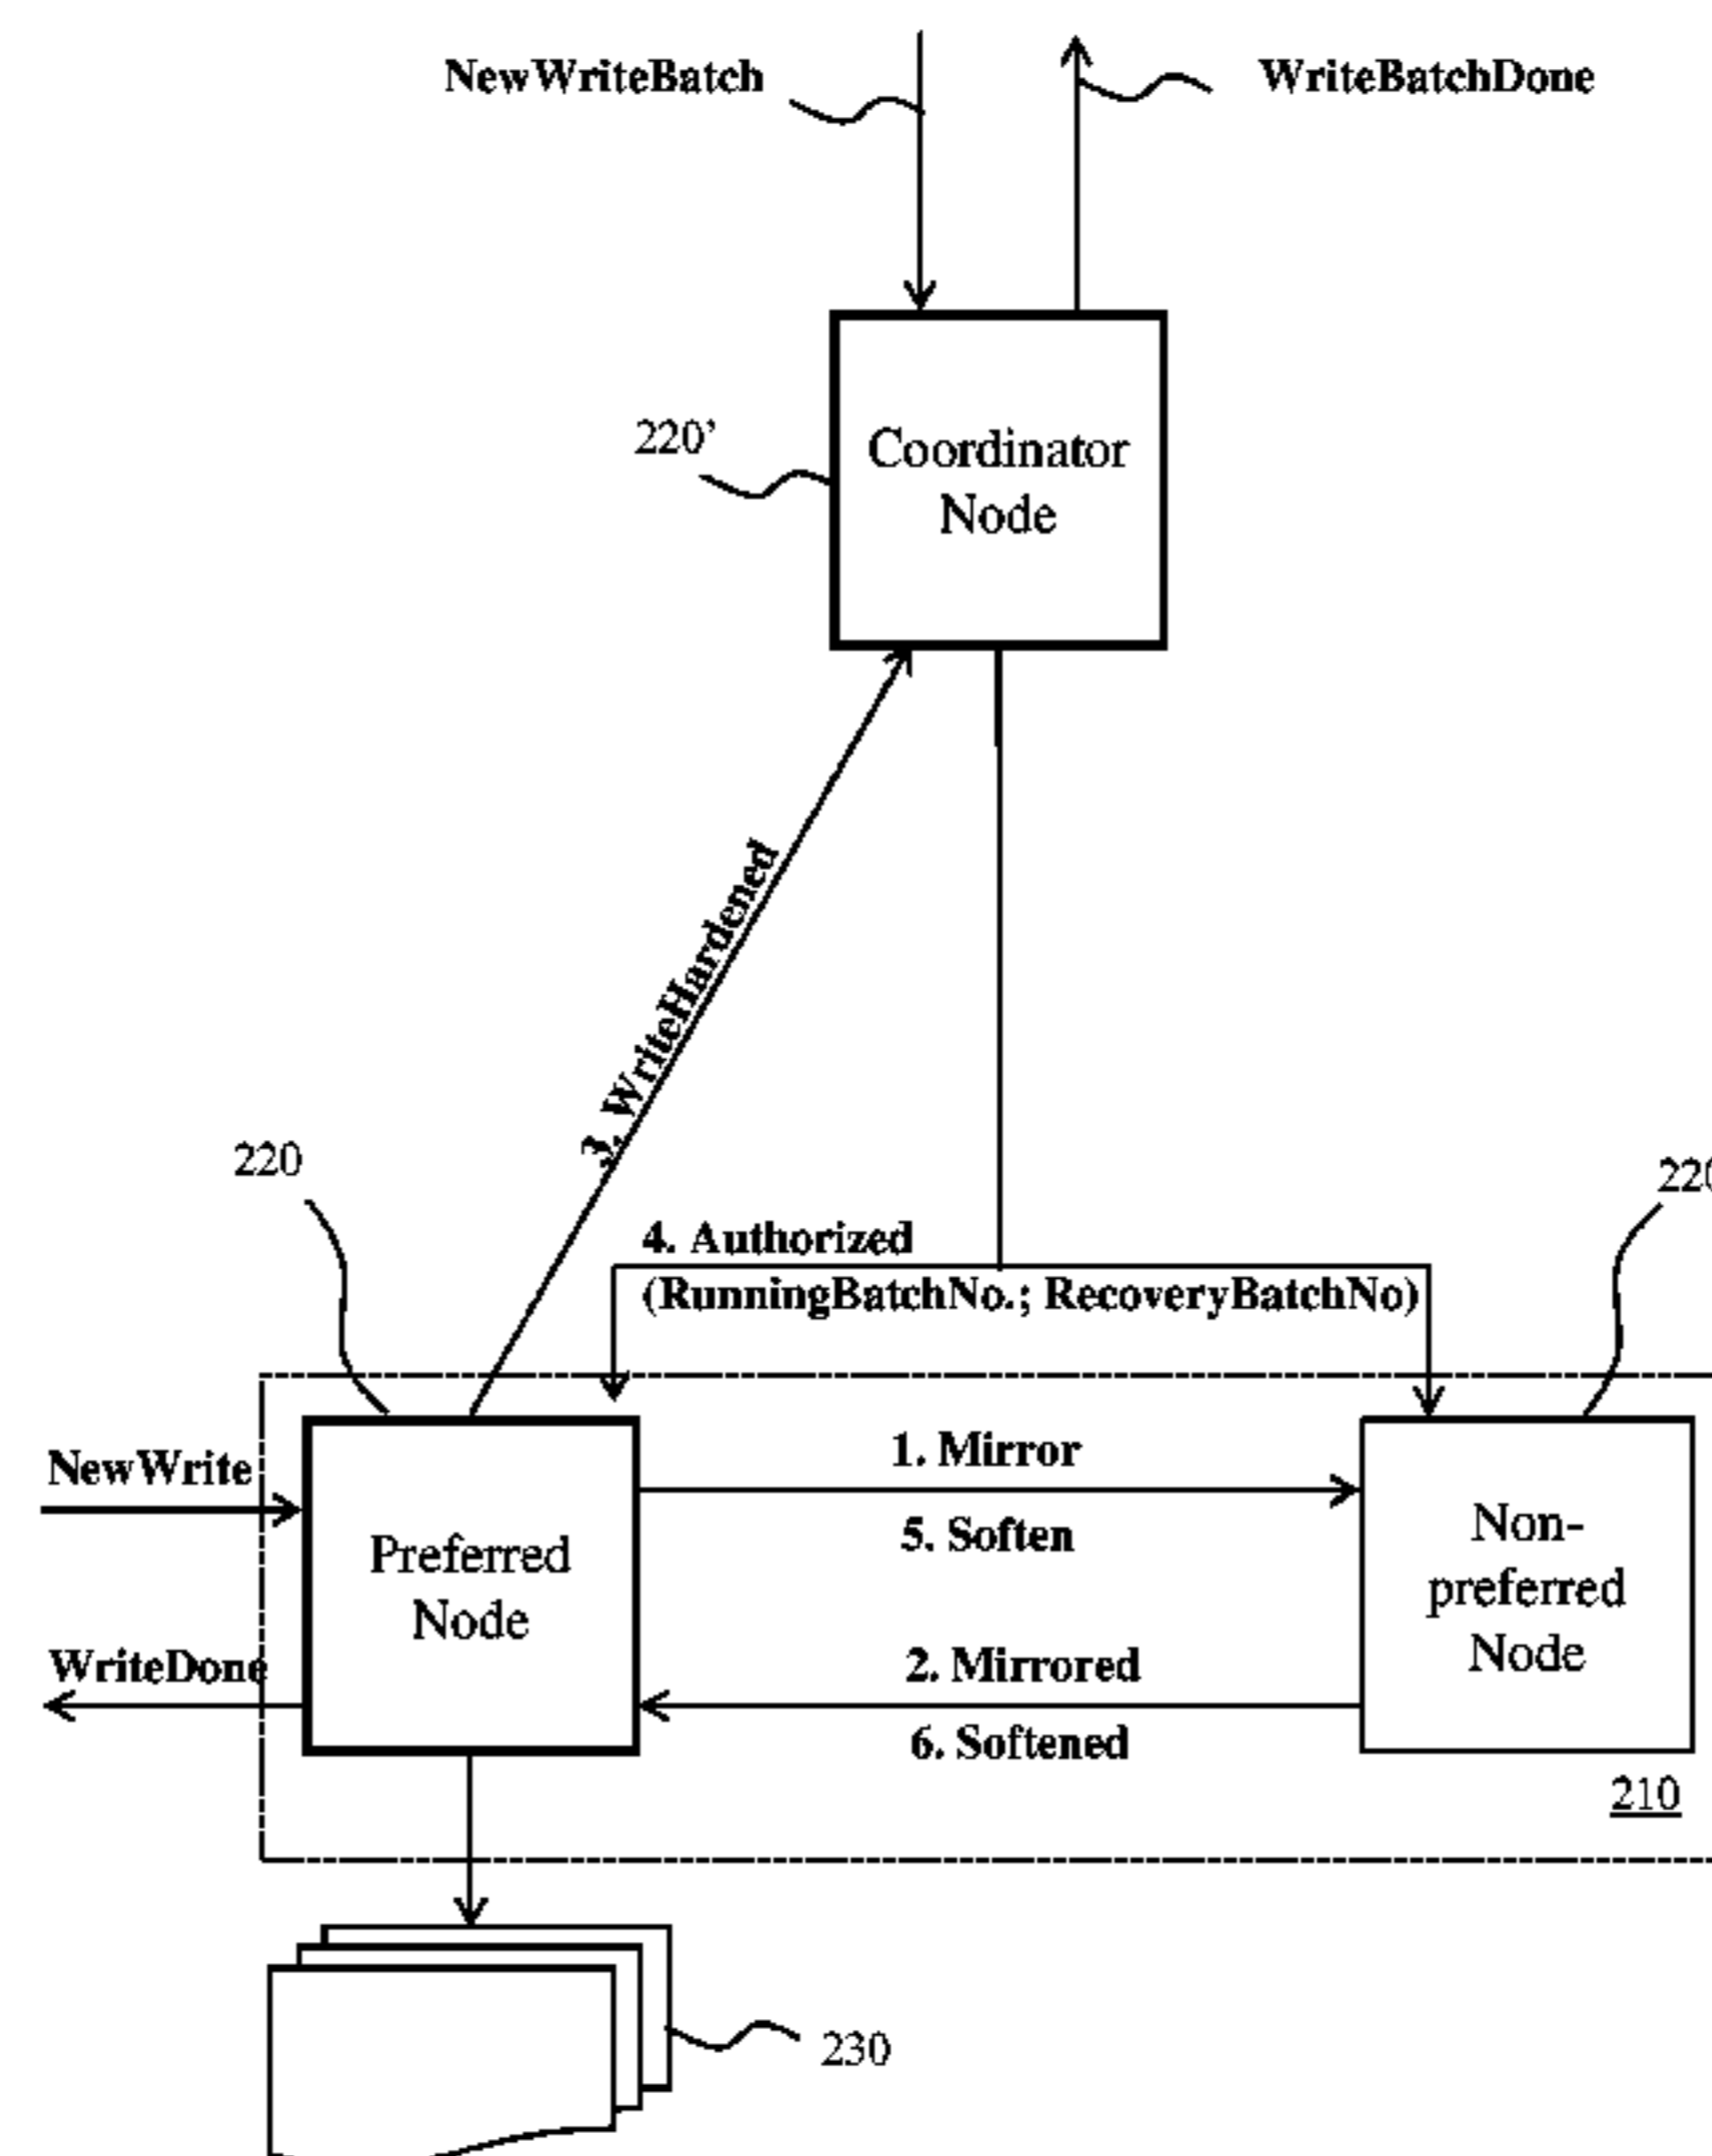 NewWriteBatch
WriteBatchDone
220’
Coordinator
Node
3. WriteHardened
220
220
4. Authorized
(RunningBatchNo.; RecoveryBatchNo)
NewWrite
1. Mirror
5. Soften
Preferred
Node
Non-
preferred
Node
WriteDone
2. Mirrored
6. Softened
210
230